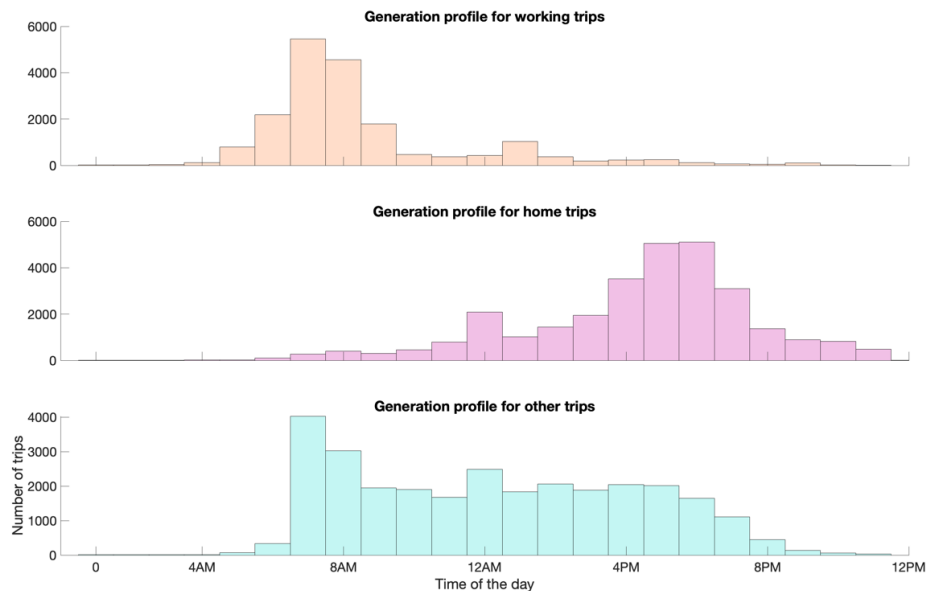 Generation profile for working trips
6000
4000
2000
0
Generation profile for home trips
6000
4000
2000
0
Generation profile for other trips
4000
3000
2000
1000
0
Number of trips
0 4AM 8AM 12AM 4PM 8PM 12PM
Time of the day